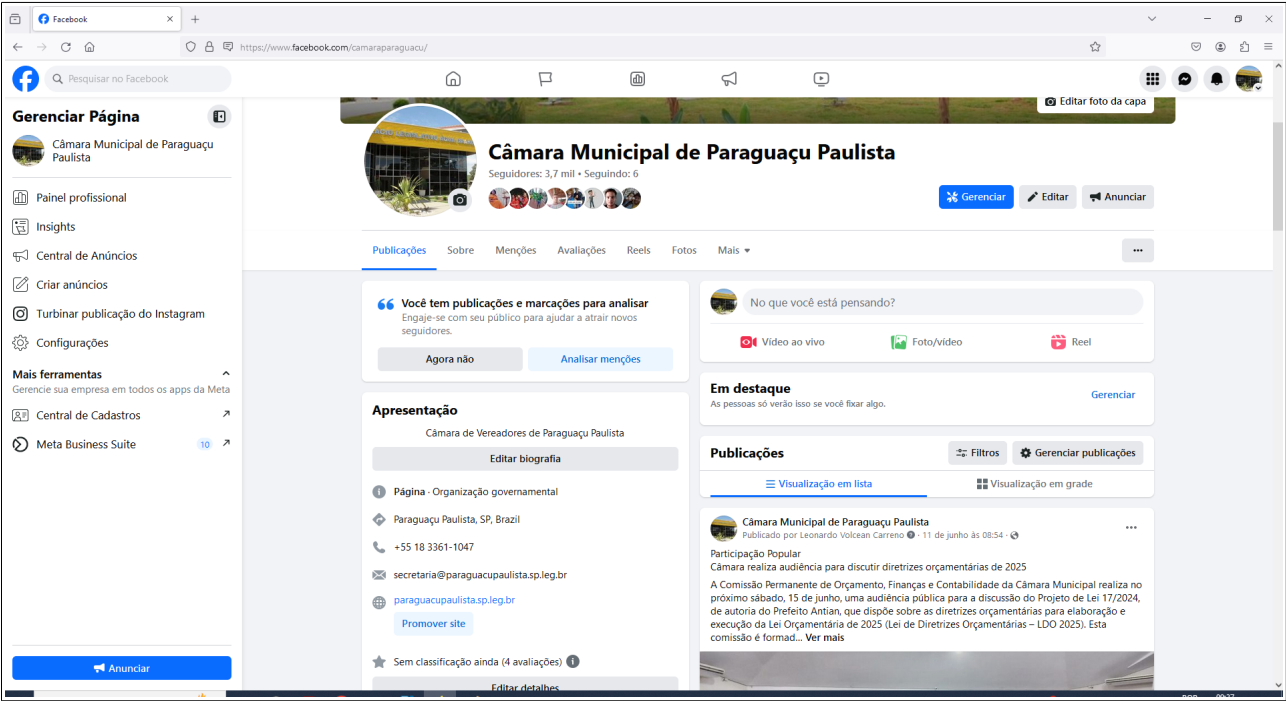 Facebook
https://www.facebook.com/camaraparaguacu/
Pesquisar no Facebook
Gerenciar Página
Câmara Municipal de Paraguaçu
Paulista
Painel profissional
Insights
Central de Anúncios
Criar anúncios
Turbinar publicação do Instagram
Configurações
Mais ferramentas
Gerencie sua empresa em todos os apps da Meta
Central de Cadastros
Meta Business Suite 10
Anunciar
Editar foto da capa
Câmara Municipal de Paraguaçu Paulista
Seguidores: 3,7 mil • Seguindo: 6
Gerenciar Editar Anunciar
Publicações Sobre Menções Avaliações Reels Fotos Mais
Você tem publicações e marcações para analisar
Engaje-se com seu público para ajudar a atrair novos
seguidores.
Agora não Analisar menções
Apresentação
Câmara de Vereadores de Paraguaçu Paulista
Editar biografia
Página · Organização governamental
Paraguaçu Paulista, SP, Brazil
+55 18 3361-1047
secretaria@paraguacupaulista.sp.leg.br
paraguacupaulista.sp.leg.br
Promover site
Sem classificação ainda (4 avaliações)
Editar detalhes
No que você está pensando?
Vídeo ao vivo Foto/vídeo Reel
Em destaque
As pessoas só verão isso se você fixar algo.
Gerenciar
Publicações Filtros Gerenciar publicações
Visualização em lista Visualização em grade
Câmara Municipal de Paraguaçu Paulista
Publicado por Leonardo Volcean Carreno · 11 de junho às 08:54 ·
Participação Popular
Câmara realiza audiência para discutir diretrizes orçamentárias de 2025
A Comissão Permanente de Orçamento, Finanças e Contabilidade da Câmara Municipal realiza no
próximo sábado, 15 de junho, uma audiência pública para a discussão do Projeto de Lei 17/2024,
de autoria do Prefeito Antian, que dispõe sobre as diretrizes orçamentárias para elaboração e
execução da Lei Orçamentária de 2025 (Lei de Diretrizes Orçamentárias – LDO 2025). Esta
comissão é formad... Ver mais